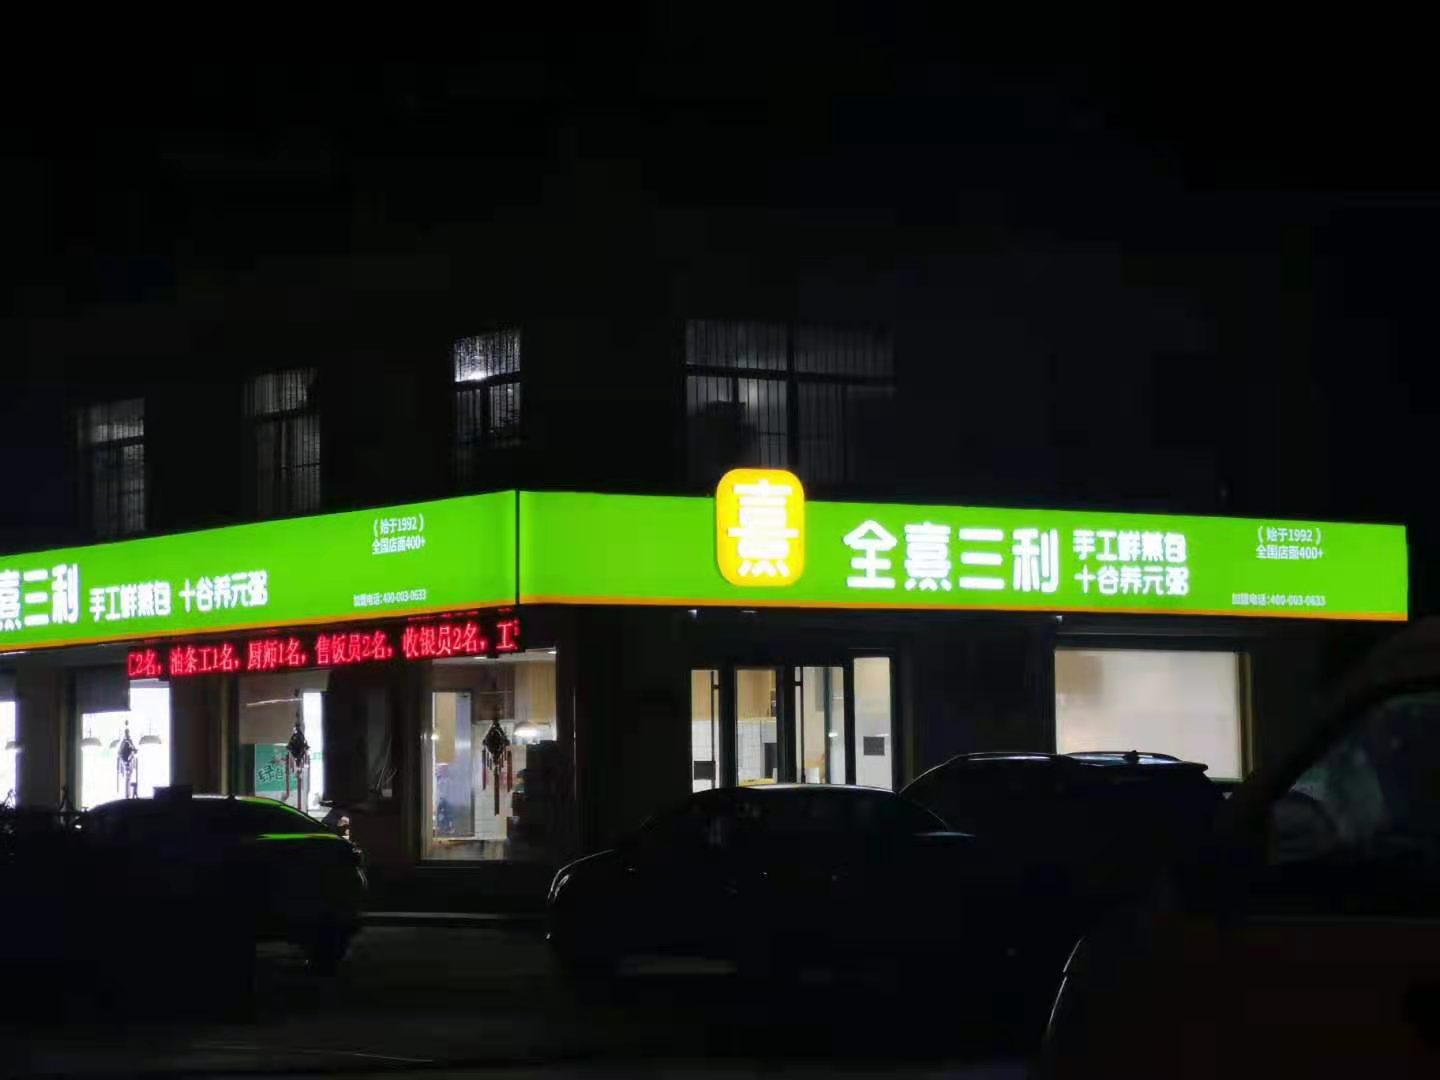 熹三利
手工鲜蒸包
十谷养元粥
(始于1992)
全国店面400+
加盟电话:400-003-0633
2名，油条工1名，厨师1名，售饭员2名，收银员2名，工
熹
全熹三利
手工鲜蒸包
十谷养元粥
(始于1992)
全国店面400+
加盟电话:400-003-0633